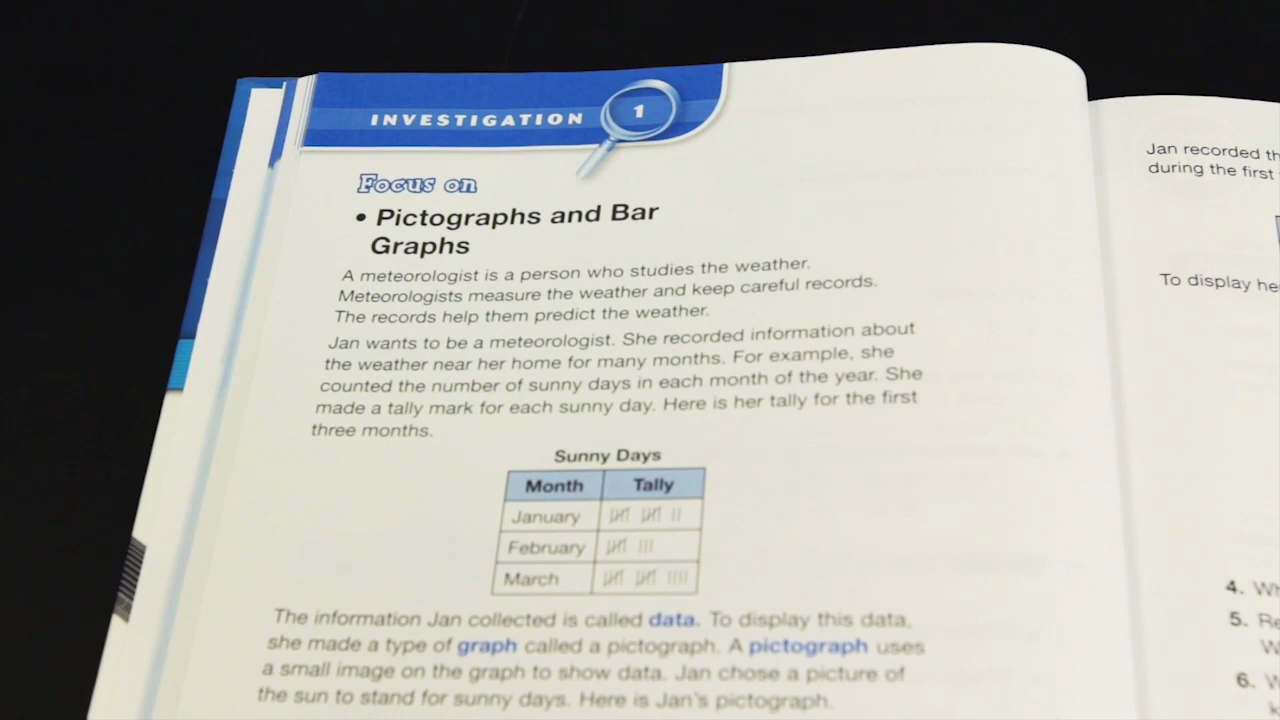 INVESTIGATION 1
Focus on
• Pictographs and Bar
Graphs
A meteorologist is a person who studies the weather.
Meteorologists measure the weather and keep careful records.
The records help them predict the weather.
Jan wants to be a meteorologist. She recorded information about
the weather near her home for many months. For example, she
counted the number of sunny days in each month of the year. She
made a tally mark for each sunny day. Here is her tally for the first
three months.
Sunny Days
Month Tally
January
February
March
The information Jan collected is called data. To display this data,
she made a type of graph called a pictograph. A pictograph uses
a small image on the graph to show data. Jan chose a picture of
the sun to stand for sunny days. Here is Jan's pictograph.
Jan recorded
during the first
To display
4.
5.
6.